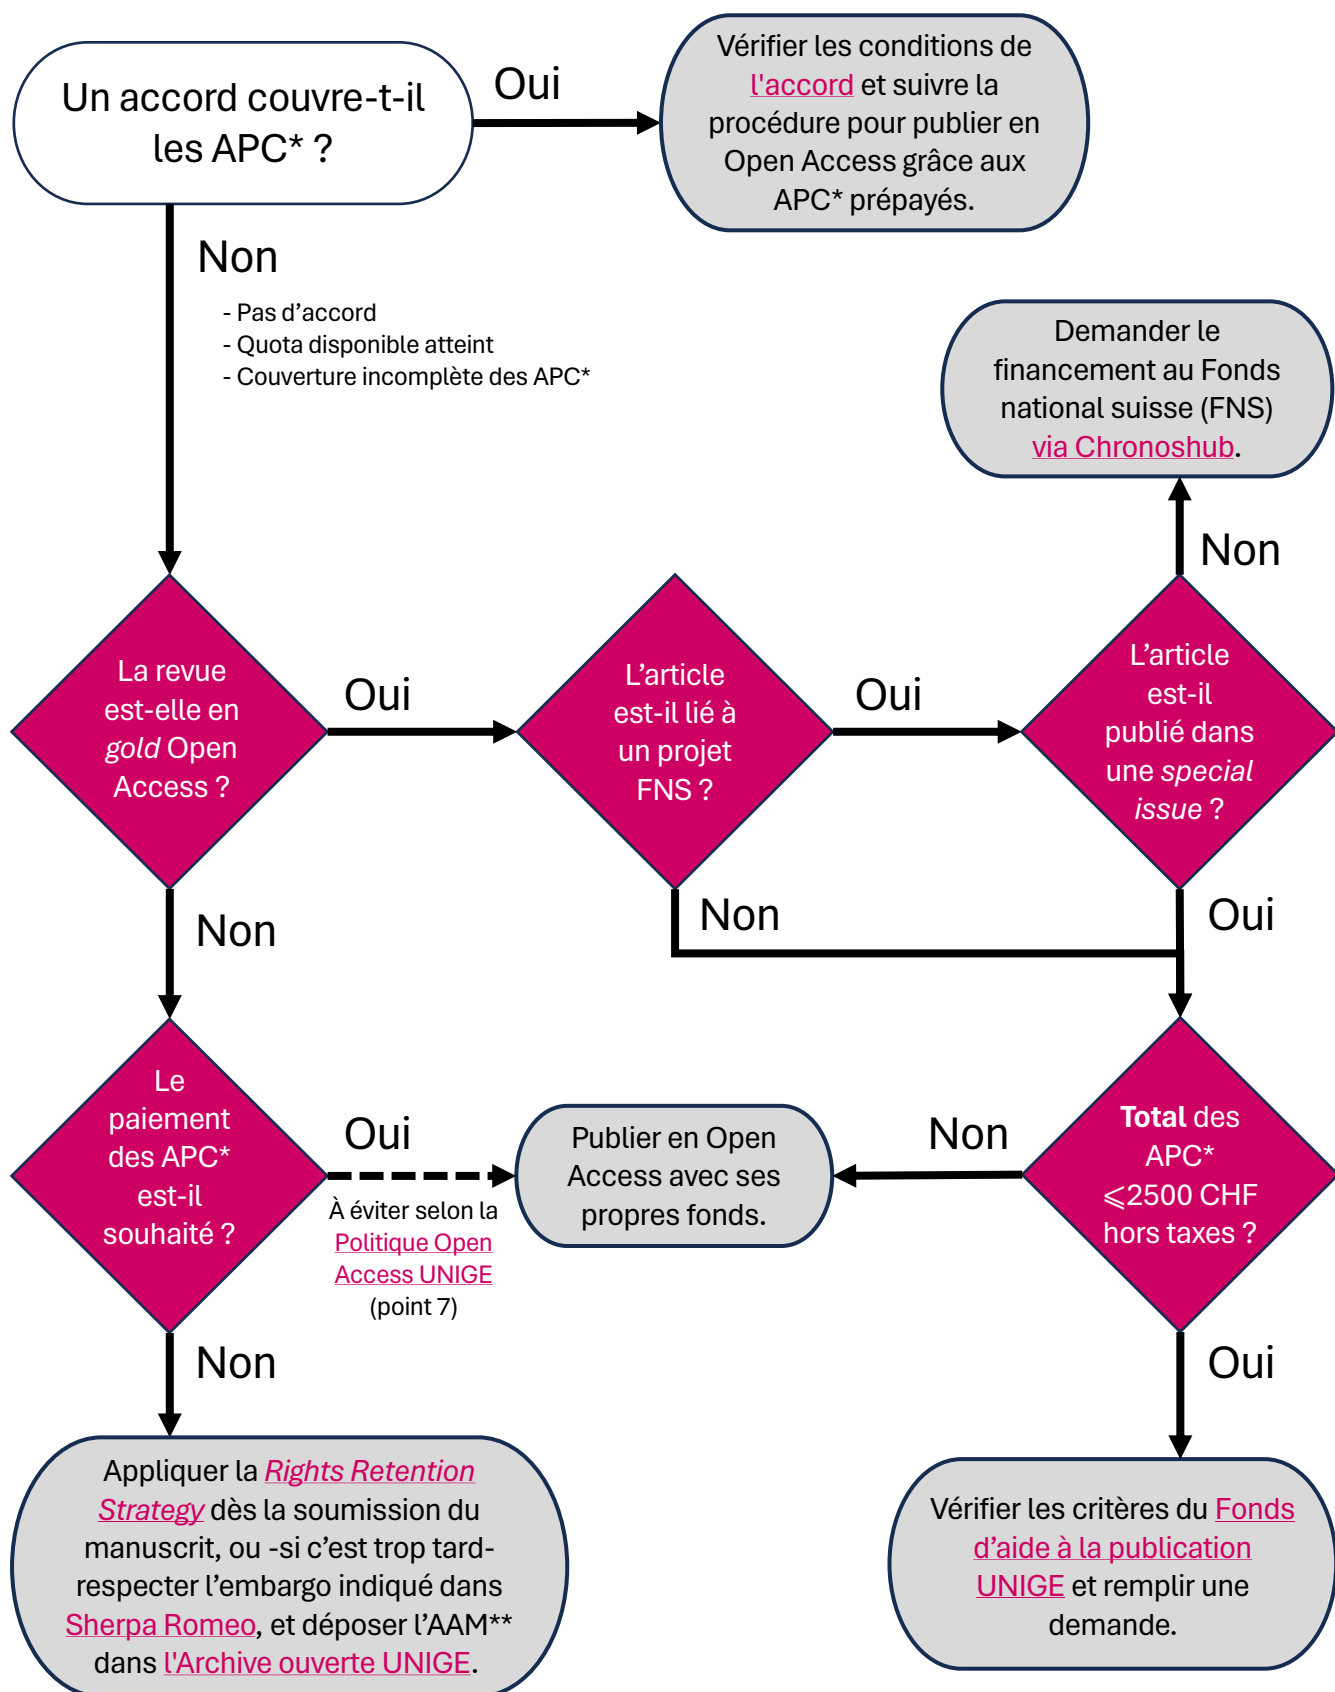 Un accord couvre-t-il
les APC* ?
Oui
Vérifier les conditions de
l'accord et suivre la
procédure pour publier en
Open Access grâce aux
APC* prépayés.
Non
- Pas d’accord
- Quota disponible atteint
- Couverture incomplète des APC*
Demander le
financement au Fonds
national suisse (FNS)
via Chronoshub.
Non
La revue
est-elle en
gold Open
Access ?
Oui
L’article
est-il lié à
un projet
FNS ?
Oui
L’article
est-il
publié dans
une special
issue ?
Non
Non
Oui
Le
paiement
des APC*
est-il
souhaité ?
Oui
À éviter selon la
Politique Open
Access UNIGE
(point 7)
Publier en Open
Access avec ses
propres fonds.
Non
Total des
APC*
⩽2500 CHF
hors taxes ?
Non
Oui
Appliquer la Rights Retention
Strategy dès la soumission du
manuscrit, ou -si c’est trop tard-
respecter l’embargo indiqué dans
Sherpa Romeo, et déposer l’AAM**
dans l'Archive ouverte UNIGE.
Vérifier les critères du Fonds
d’aide à la publication
UNIGE et remplir une
demande.